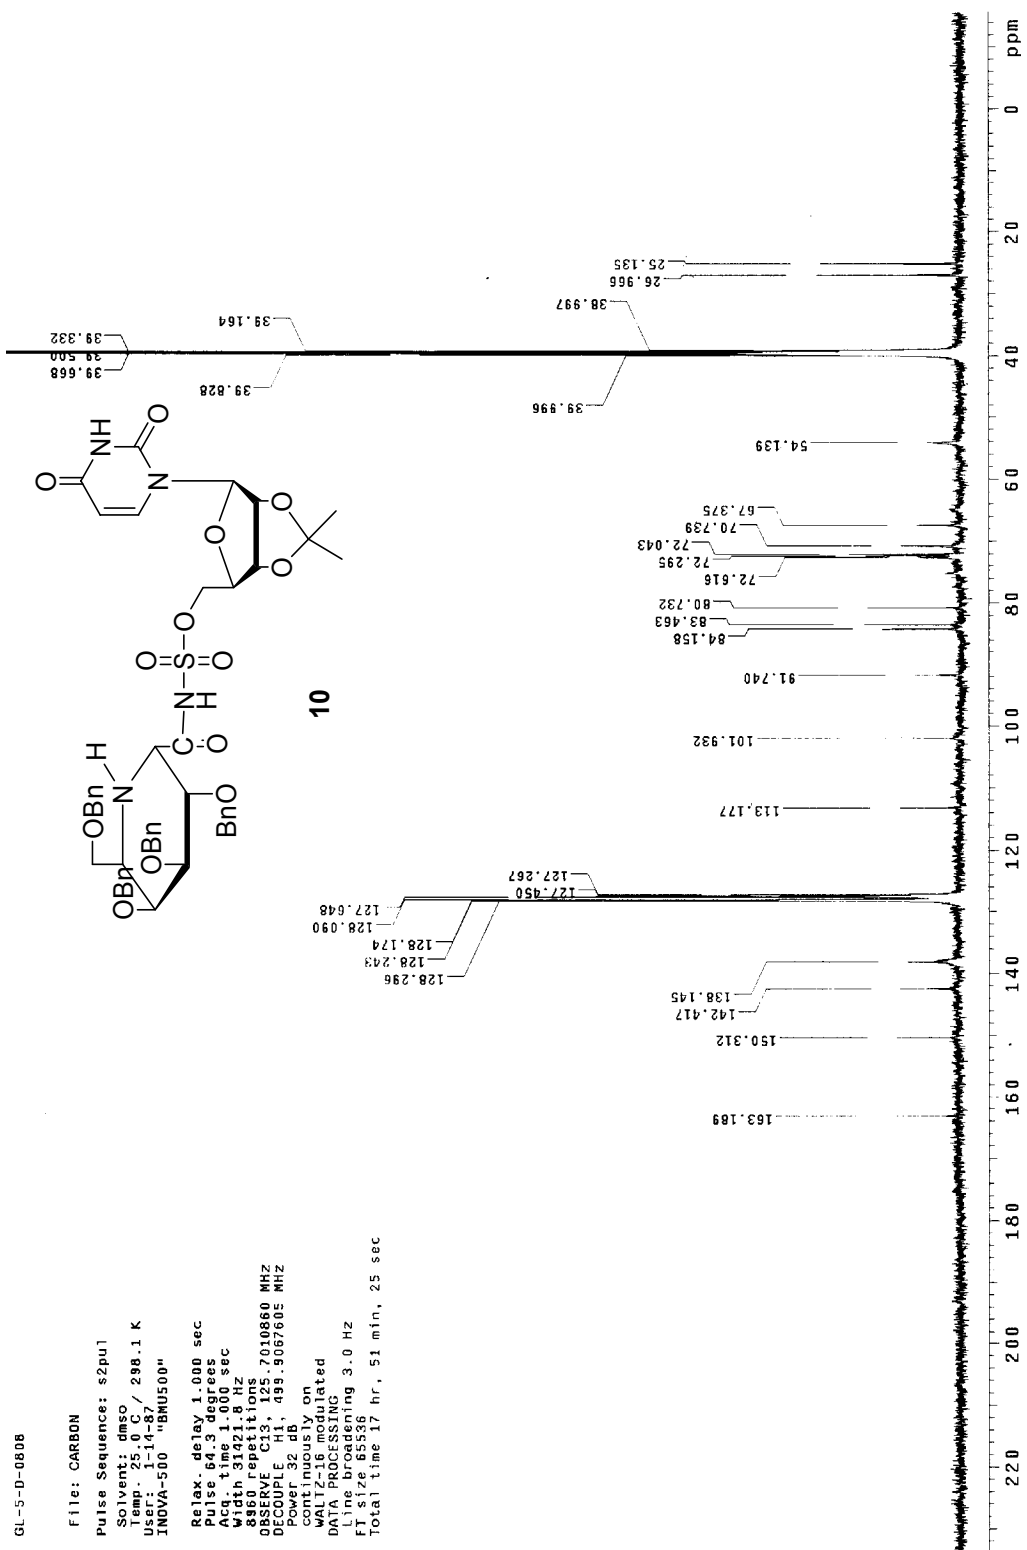 GL-5-D-0808
File: CARBON
Pulse Sequence: s2pul
Solvent: dmso
Temp. 25.0 C / 298.1 K
User: 1-14-87
INOVA-500 "BMU500"
Relax. delay 1.000 sec
Pulse 64.3 degrees
Acq. time 1.000 sec
Width 31421.8 Hz
8960 repetitions
OBSERVE C13, 125.7010860 MHz
DECOUPLE H1, 499.9067605 MHz
Power 32 dB
continuously on
WALTZ-16 modulated
DATA PROCESSING
Line broadening 3.0 Hz
FT size 65536
Total time 17 hr, 51 min, 25 sec
OBn
OBn
OBn
BnO
H
N
C
O
N
H
O
S
O
O
O
O
O
N
NH
O
O
10
163.189
150.312
142.417
138.145
128.296
128.243
128.174
128.090
127.648
127.450
127.267
113.177
101.932
91.740
84.158
83.463
80.732
72.616
72.295
72.043
70.739
67.375
54.139
39.996
39.828
39.668
39.500
39.332
39.164
38.997
26.966
25.135
220 200 180 160 140 120 100 80 60 40 20 0 ppm